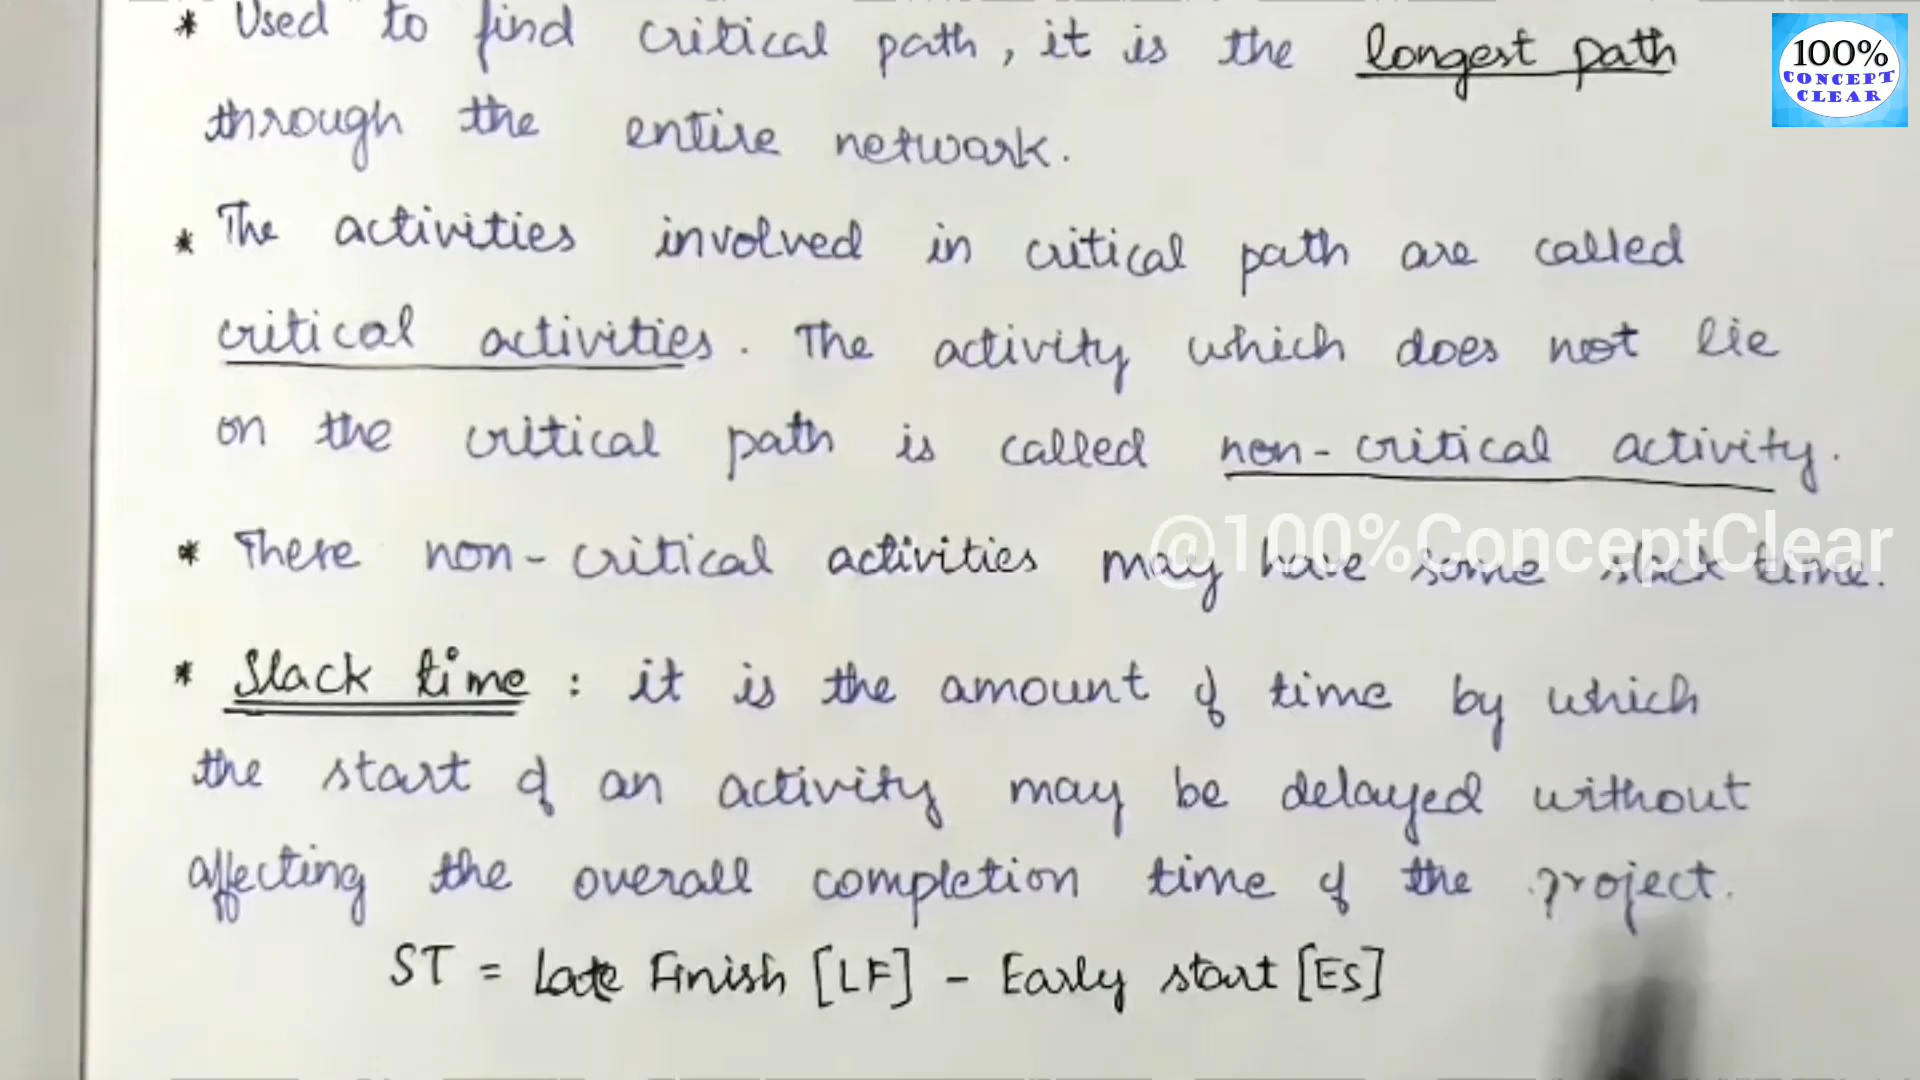 * Used to find critical path, it is the longest path
through the entire network.
* The activities involved in critical path are called
critical activities. The activity which does not lie
on the critical path is called non-critical activity.
* There non-critical activities may have some slack time.
* Slack time : it is the amount of time by which
the start of an activity may be delayed without
affecting the overall completion time of the project.
ST = Late Finish [LF] - Early start [ES]
100%
CONCEPT
CLEAR
@100%ConceptClear